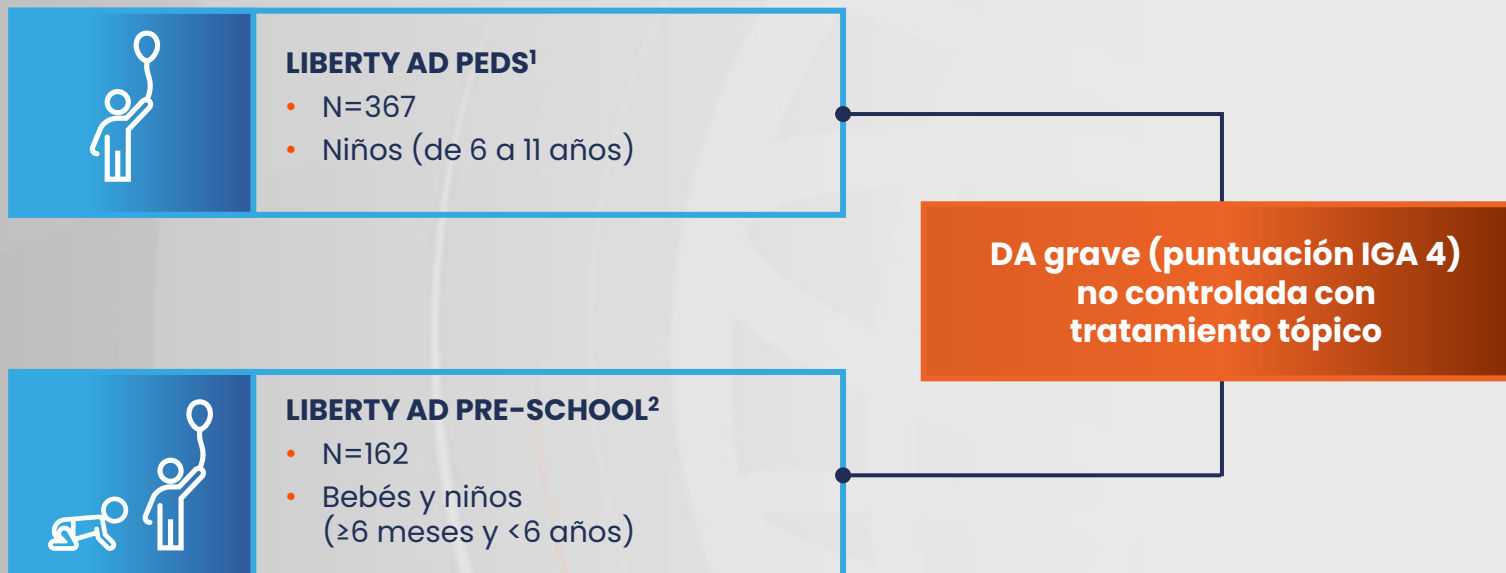 LIBERTY AD PEDS¹
• N=367
• Niños (de 6 a 11 años)
DA grave (puntuación IGA 4)
no controlada con
tratamiento tópico
LIBERTY AD PRE-SCHOOL²
• N=162
• Bebés y niños
(≥6 meses y <6 años)